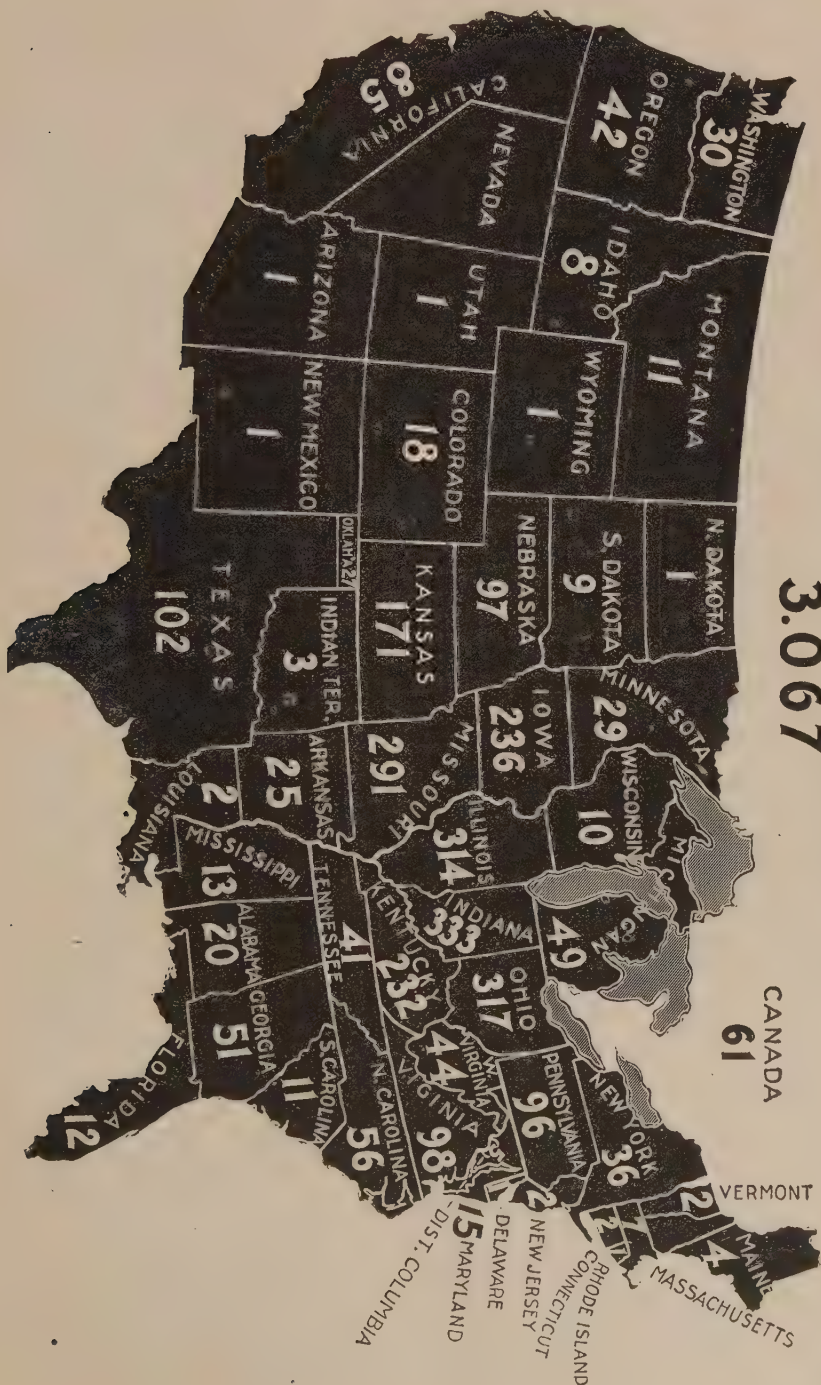 3.067
CANADA
61
WASHINGTON
30
OREGON
42
CALIFORNIA
85
NEVADA
IDAHO
8
MONTANA
11
WYOMING
1
UTAH
1
ARIZONA
1
COLORADO
18
NEW MEXICO
1
N. DAKOTA
1
S. DAKOTA
9
NEBRASKA
97
KANSAS
171
OKLAHAMA27
INDIAN TER.
3
TEXAS
102
MINNESOTA
29
IOWA
236
MISSOURI
291
ARKANSAS
25
LOUISIANA
2
WISCONSIN
10
ILLINOIS
314
MICHIGAN
49
INDIANA
333
OHIO
317
KENTUCKY
232
TENNESSEE
41
MISSISSIPPI
13
ALABAMA
20
GEORGIA
51
FLORIDA
12
S. CAROLINA
11
N. CAROLINA
56
VIGINIA
98
VIRGINIA
44
PENNSYLVANIA
96
NEW YORK
36
VERMONT
2
MAINE
4
MASSACHUSETTS
RHODE ISLAND
CONNECTICUT
2
NEW JERSEY
2
DELAWARE
MARYLAND
15
DIST. COLUMBIA